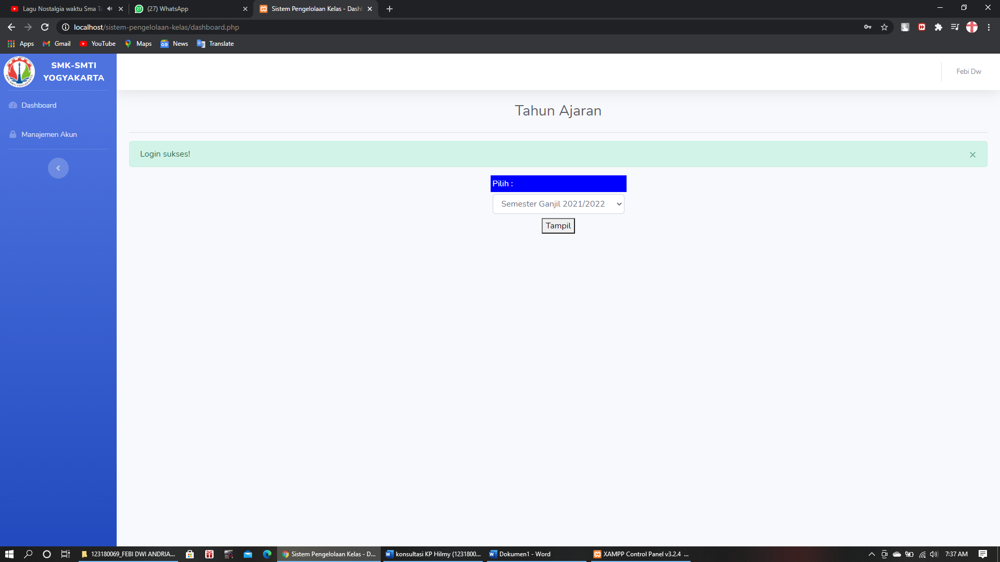 Lagu Nostalgia waktu Sma Ta
(27) WhatsApp
Sistem Pengelolaan Kelas - Dashb
localhost/sistem-pengelolaan-kelas/dashboard.php
Apps
Gmail
YouTube
Maps
News
Translate
SMK-SMTI
YOGYAKARTA
Febi Dw
Dashboard
Manajemen Akun
Tahun Ajaran
Login sukses!
×
Pilih :
Semester Ganjil 2021/2022
Tampil
123180069_FEBI DWI ANDRIA...
Sistem Pengelolaan Kelas - D...
konsultasi KP Hilmy (1231800...
Dokumen1 - Word
XAMPP Control Panel v3.2.4 ...
7:37 AM